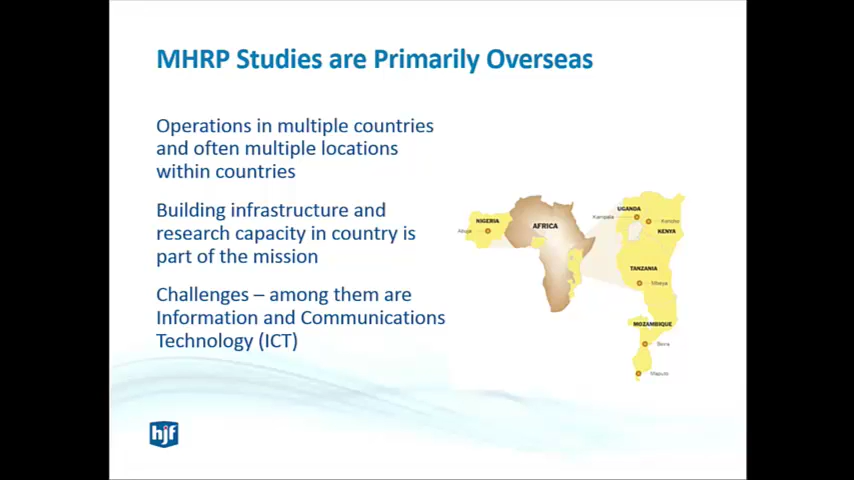 MHRP Studies are Primarily Overseas
Operations in multiple countries
and often multiple locations
within countries
Building infrastructure and
research capacity in country is
part of the mission
Challenges – among them are
Information and Communications
Technology (ICT)
NIGERIA
Abuja
AFRICA
UGANDA
Kampala
Kericho
KENYA
TANZANIA
Mbeya
MOZAMBIQUE
Beira
Maputo
hjf